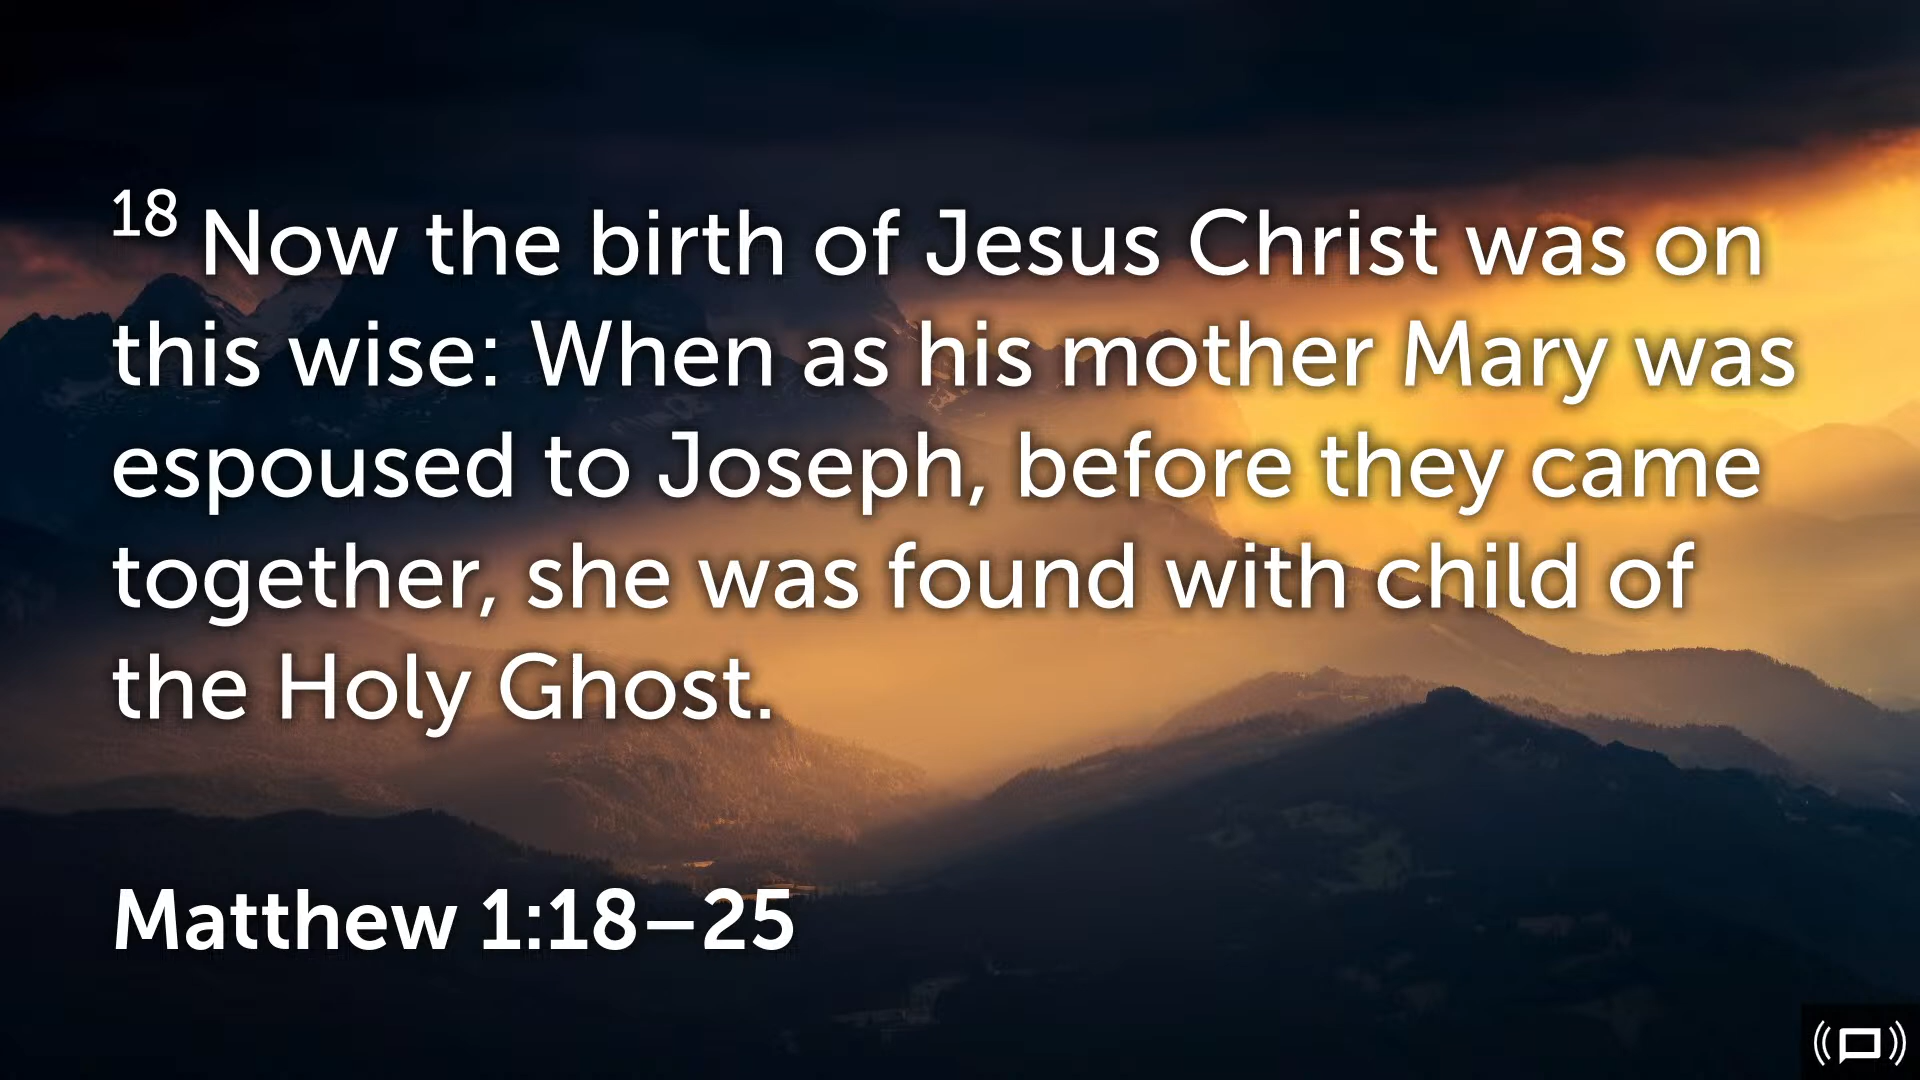 18 Now the birth of Jesus Christ was on
this wise: When as his mother Mary was
espoused to Joseph, before they came
together, she was found with child of
the Holy Ghost.
Matthew 1:18–25